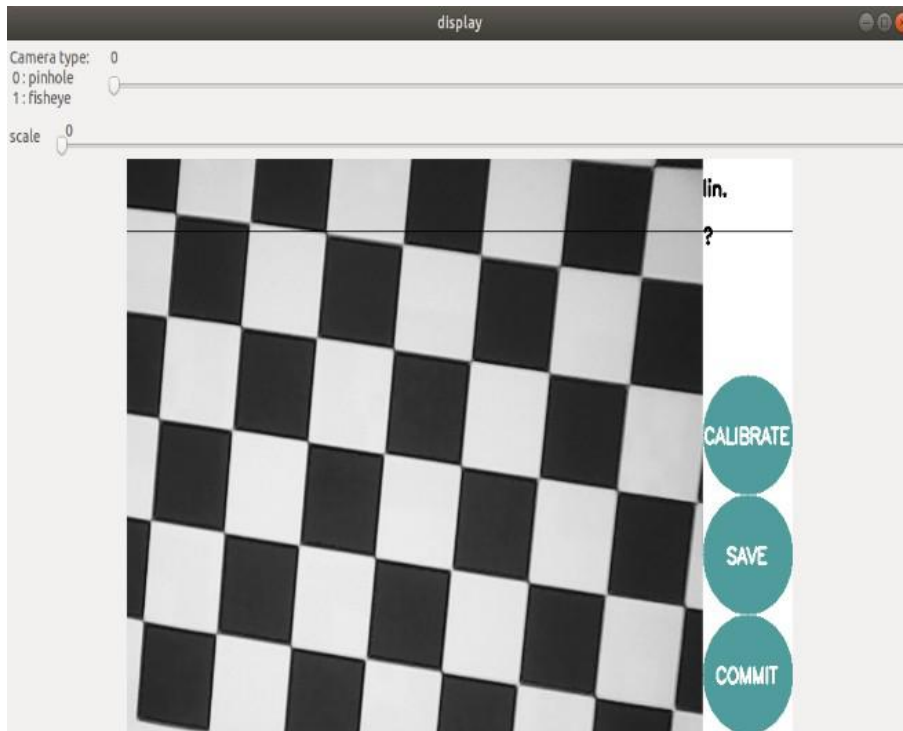 display
Camera type:
0 : pinhole
1 : fisheye
0
scale
0
lin.
?
CALIBRATE
SAVE
COMMIT